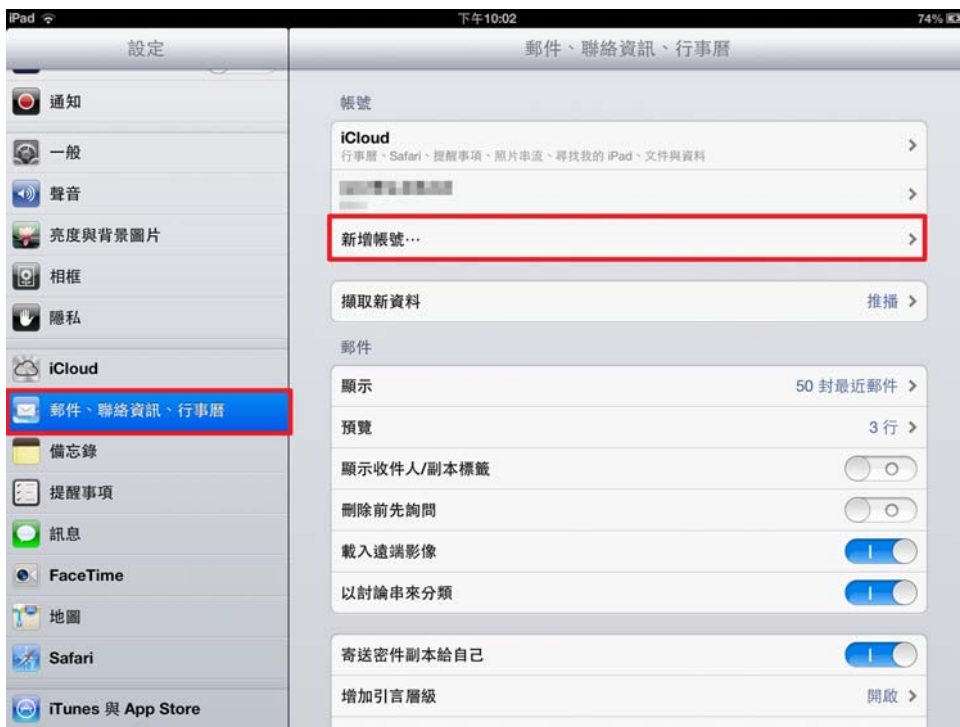 iPad
下午10:02
74%
設定
郵件、聯絡資訊、行事曆
通知
一般
聲音
亮度與背景圖片
相框
隱私
iCloud
郵件、聯絡資訊、行事曆
備忘錄
提醒事項
訊息
FaceTime
地圖
Safari
iTunes 與 App Store
帳號
iCloud
行事曆、Safari、提醒事項、照片串流、尋找我的 iPad、文件與資料
新增帳號⋯
擷取新資料 推播
郵件
顯示 50 封最近郵件
預覽 3 行
顯示收件人/副本標籤
刪除前先詢問
載入遠端影像
以討論串來分類
寄送密件副本給自己
增加引言層級 開啟